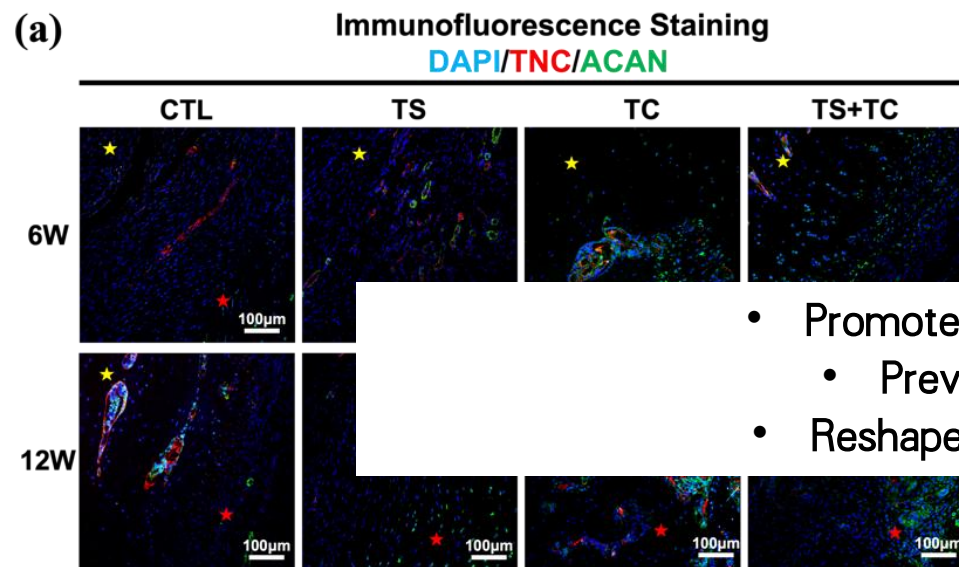 (a)
Immunofluorescence Staining
DAPI/TNC/ACAN
CTL TS TC TS+TC
6W
100μm
• Promote
• Prev
• Reshape
12W
100μm 100μm 100μm 100μm